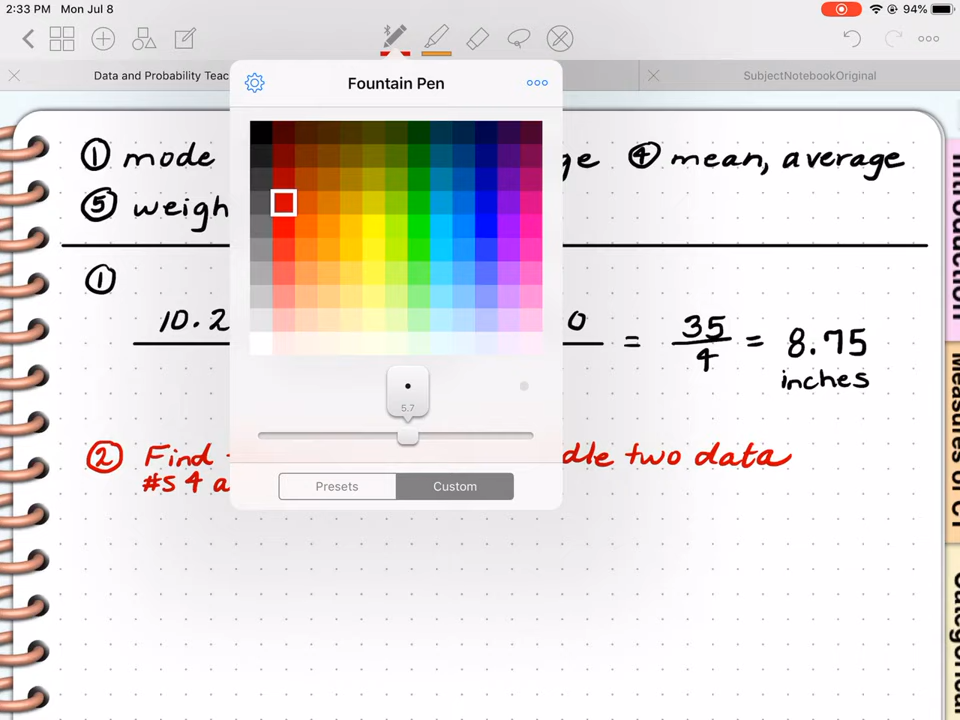 2:33 PM Mon Jul 8 94%
Data and Probability Teac SubjectNotebookOriginal
Fountain Pen
① mode ge ④ mean, average
⑤ weigh
①
10.2 0 = 35/4 = 8.75
inches
② Find dle two data
#s 4 a
5.7
Presets Custom
Introduction
Measures of CT
Categorical